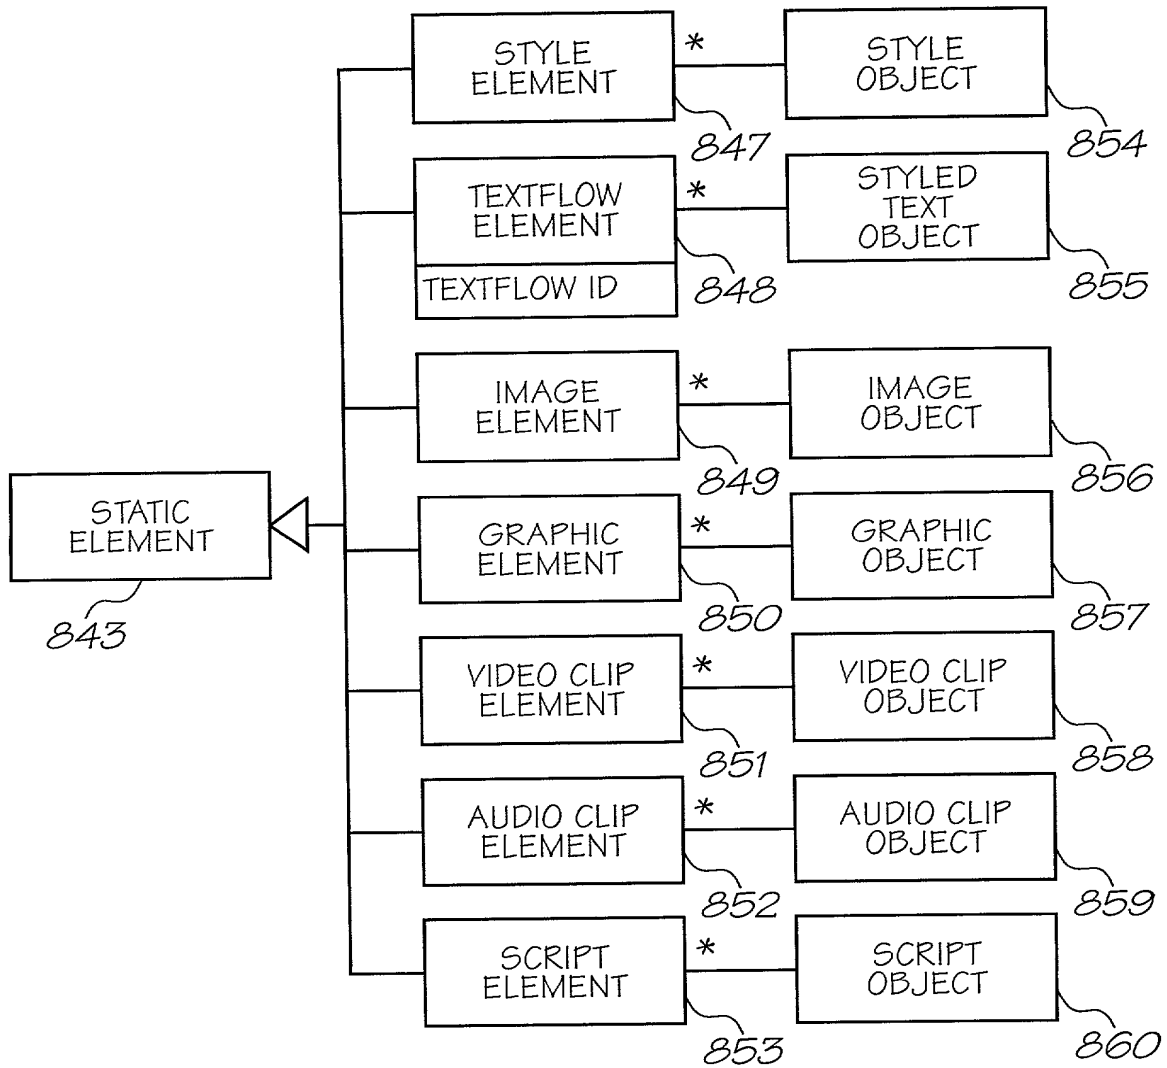 STYLE
ELEMENT
*
847
STYLE
OBJECT
854
TEXTFLOW
ELEMENT
TEXTFLOW ID
*
848
STYLED
TEXT
OBJECT
855
IMAGE
ELEMENT
*
849
IMAGE
OBJECT
856
STATIC
ELEMENT
843
GRAPHIC
ELEMENT
*
850
GRAPHIC
OBJECT
857
VIDEO CLIP
ELEMENT
*
851
VIDEO CLIP
OBJECT
858
AUDIO CLIP
ELEMENT
*
852
AUDIO CLIP
OBJECT
859
SCRIPT
ELEMENT
*
853
SCRIPT
OBJECT
860